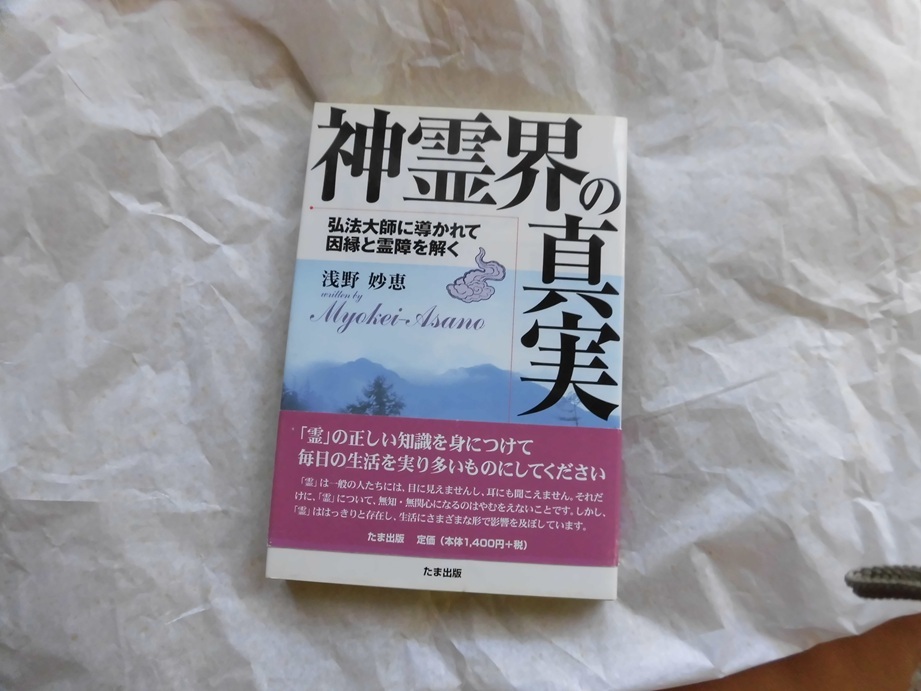 神霊界の真実
弘法大師に導かれて
因縁と霊障を解く
浅野 妙恵
written by
Myokei-Asano
「霊」の正しい知識を身につけて
毎日の生活を実り多いものにしてください
「霊」は一般の人たちには、目に見えませんし、耳にも聞こえません。それだ
けに、「霊」について、無知・無関心になるのはやむをえないことです。しかし、
「霊」ははっきりと存在し、生活にさまざまな形で影響を及ぼしています。
たま出版 定価（本体1,400円+税）
たま出版